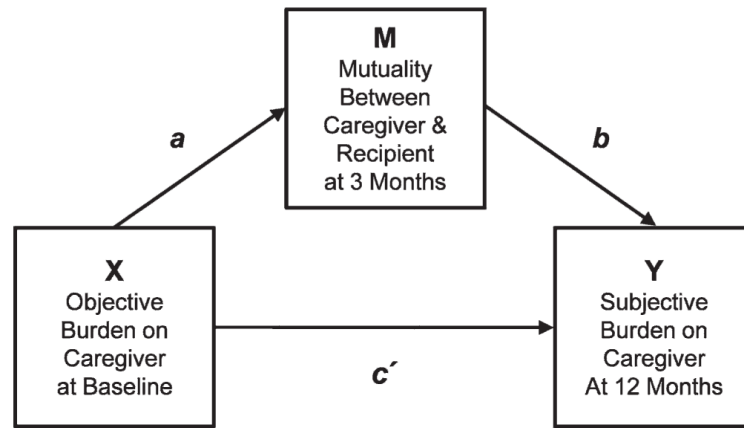 M
Mutuality
Between
Caregiver &
Recipient
at 3 Months
a
b
X
Objective
Burden on
Caregiver
at Baseline
Y
Subjective
Burden on
Caregiver
At 12 Months
c´